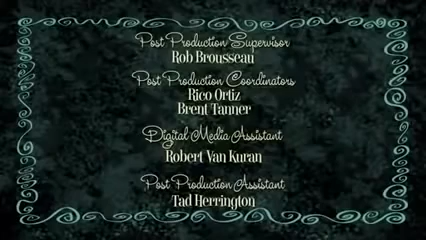 Post Production Supervisor
Rob Brousseau
Post Production Coordinators
Rico Ortiz
Brent Tanner
Digital Media Assistant
Robert Van Kuran
Post Production Assistant
Tad Herrington